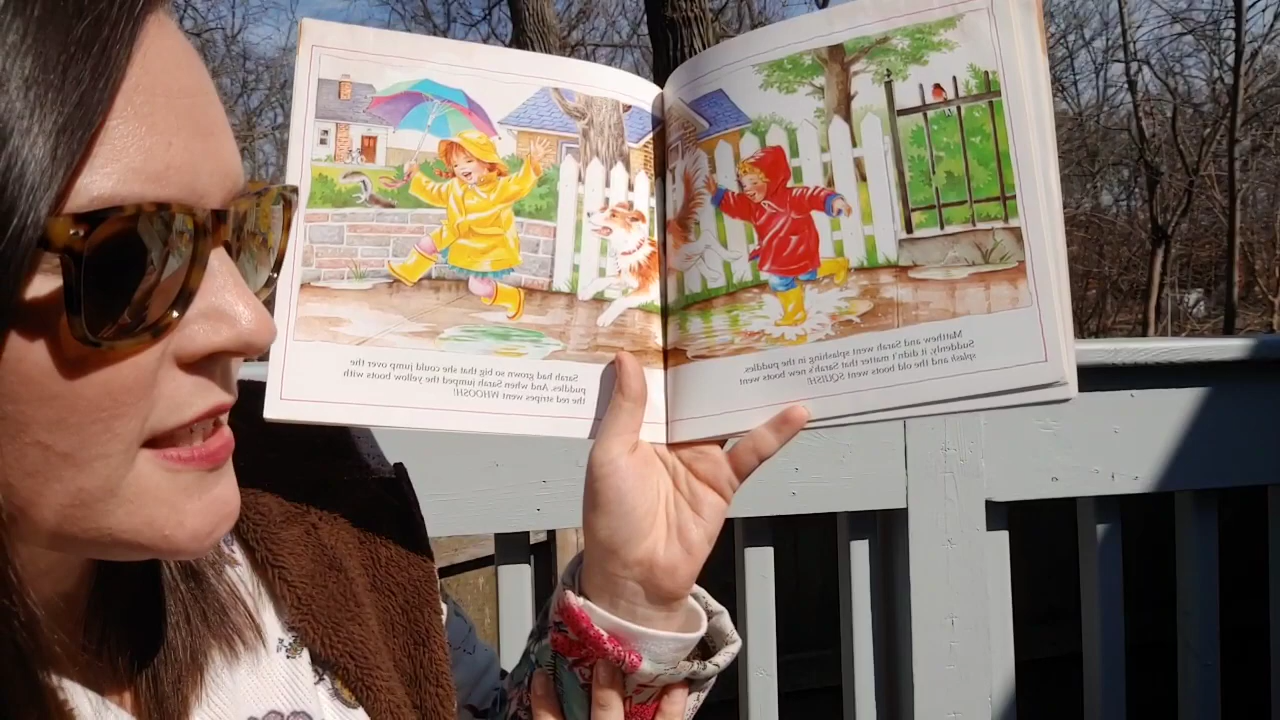 Sarah had grown so big that she could jump over the
puddles. And when Sarah jumped the yellow boots with
the red stripes went WHOOSH!
Matthew and Sarah went splashing in the puddles.
Suddenly, it didn't matter that Sarah's new boots went
splash and the old boots went SQUISH!